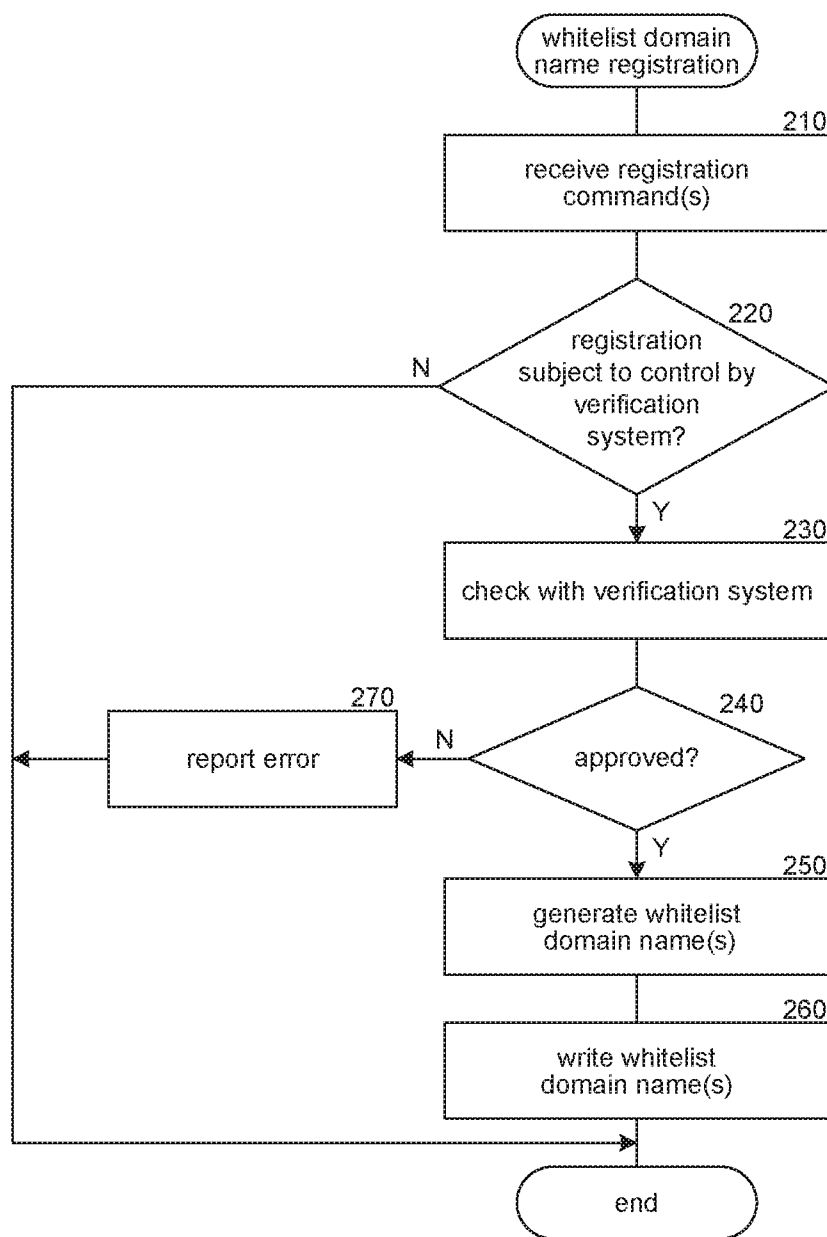 whitelist domain
name registration
210
receive registration
command(s)
220
registration
subject to control by
verification
system?
N
Y
230
check with verification system
240
approved?
N
270
report error
Y
250
generate whitelist
domain name(s)
260
write whitelist
domain name(s)
end